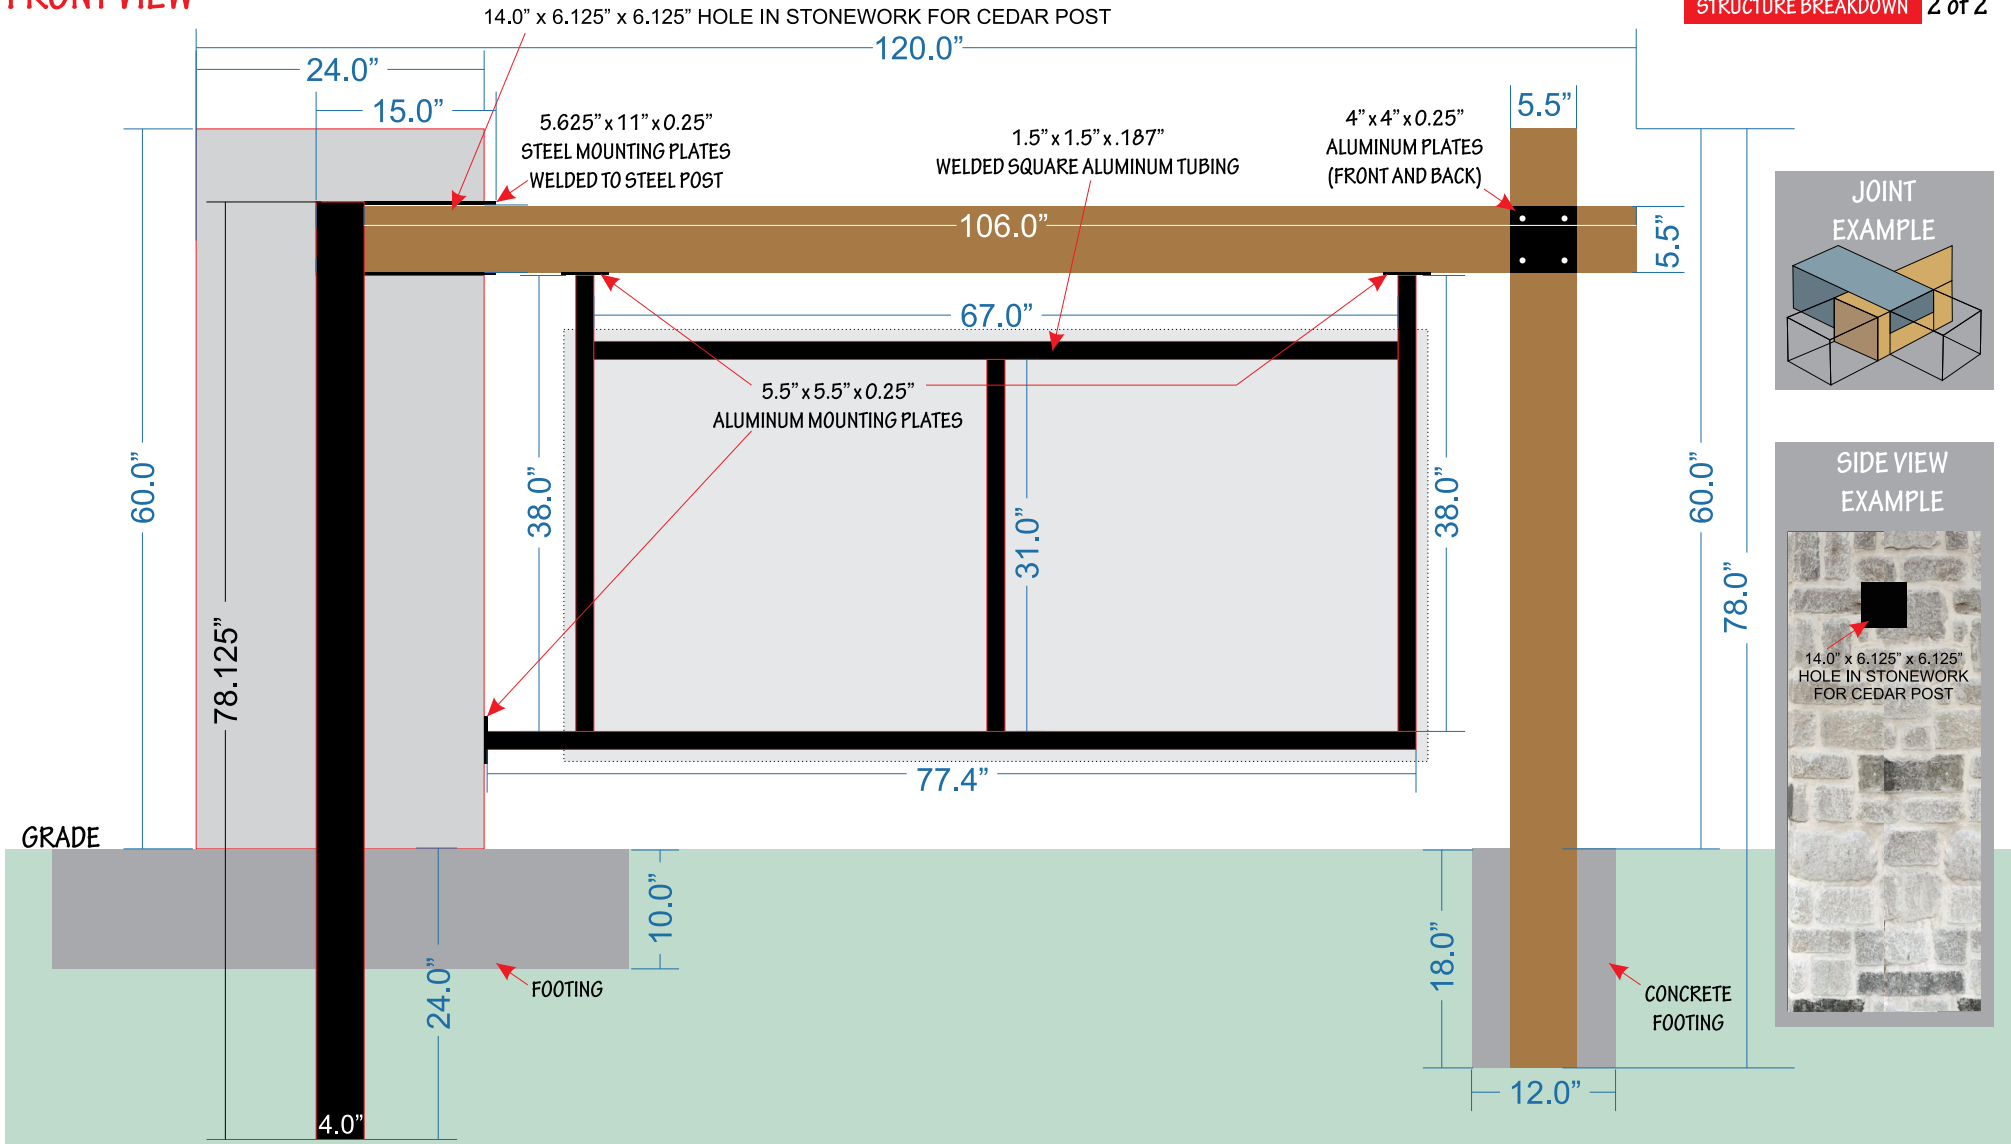 FRONT VIEW
STRUCTURE BREAKDOWN 2 of 2
14.0” x 6.125” x 6.125” HOLE IN STONEWORK FOR CEDAR POST
120.0”
24.0”
15.0”
5.625” x 11” x 0.25”
STEEL MOUNTING PLATES
WELDED TO STEEL POST
1.5” x 1.5” x .187”
WELDED SQUARE ALUMINUM TUBING
4” x 4” x 0.25”
ALUMINUM PLATES
(FRONT AND BACK)
5.5”
106.0”
5.5”
67.0”
5.5” x 5.5” x 0.25”
ALUMINUM MOUNTING PLATES
60.0”
38.0”
31.0”
38.0”
60.0”
78.0”
78.125”
77.4”
GRADE
10.0”
24.0”
FOOTING
18.0”
CONCRETE
FOOTING
12.0”
4.0”
JOINT
EXAMPLE
SIDE VIEW
EXAMPLE
14.0” x 6.125” x 6.125”
HOLE IN STONEWORK
FOR CEDAR POST